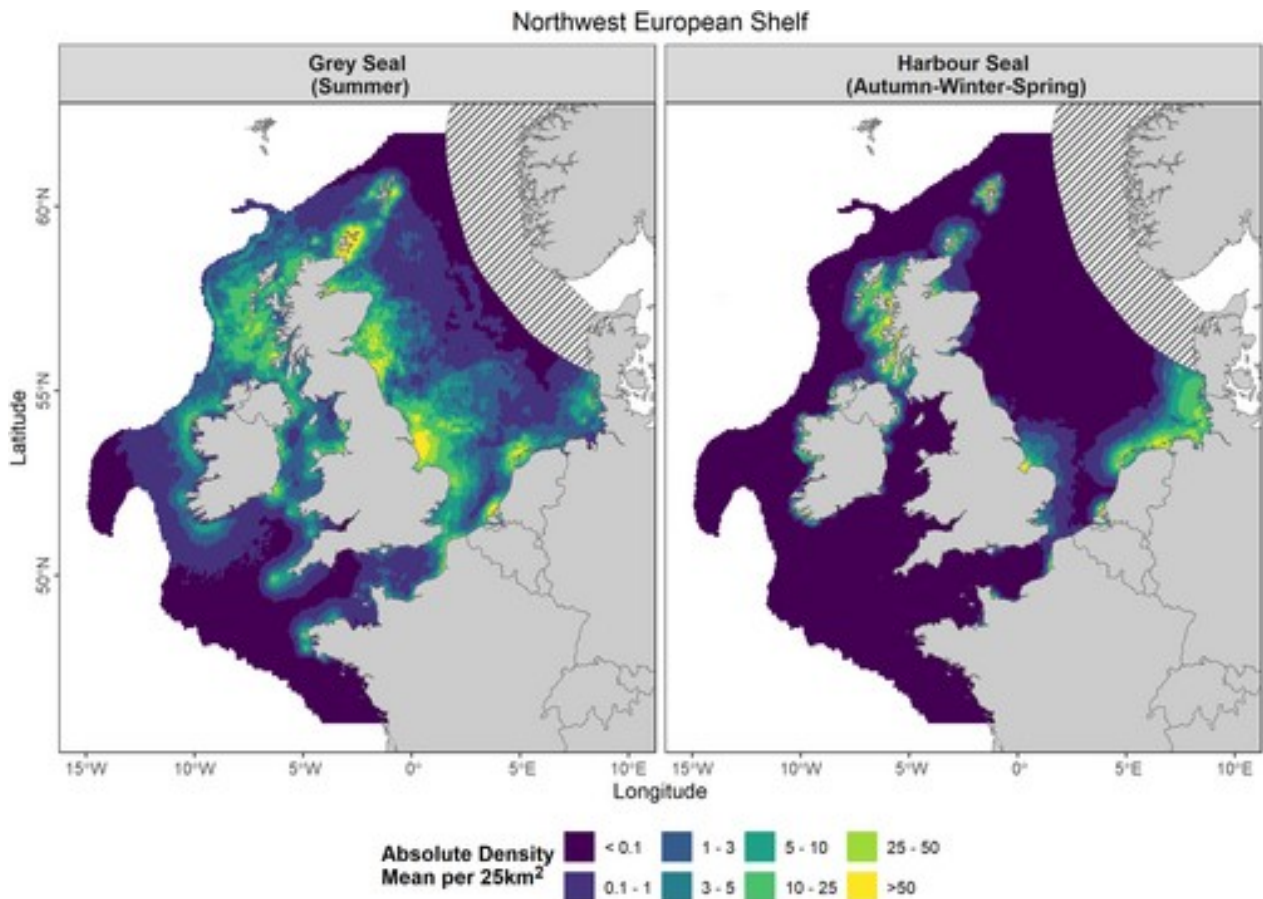 Northwest European Shelf
Grey Seal
(Summer)
Harbour Seal
(Autumn-Winter-Spring)
Latitude
60°N
55°N
50°N
15°W 10°W 5°W 0° 5°E 10°E 15°W 10°W 5°W 0° 5°E 10°E
Longitude
Absolute Density
Mean per 25km²
< 0.1 1 - 3 5 - 10 25 - 50
0.1 - 1 3 - 5 10 - 25 >50